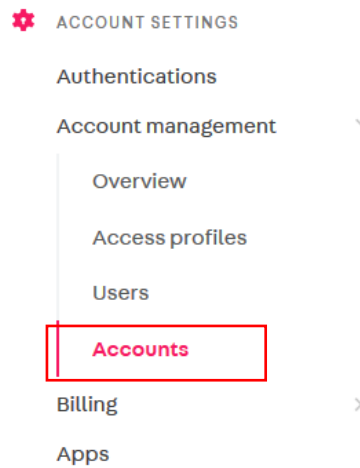 ACCOUNT SETTINGS
Authentications
Account management
Overview
Access profiles
Users
Accounts
Billing
Apps